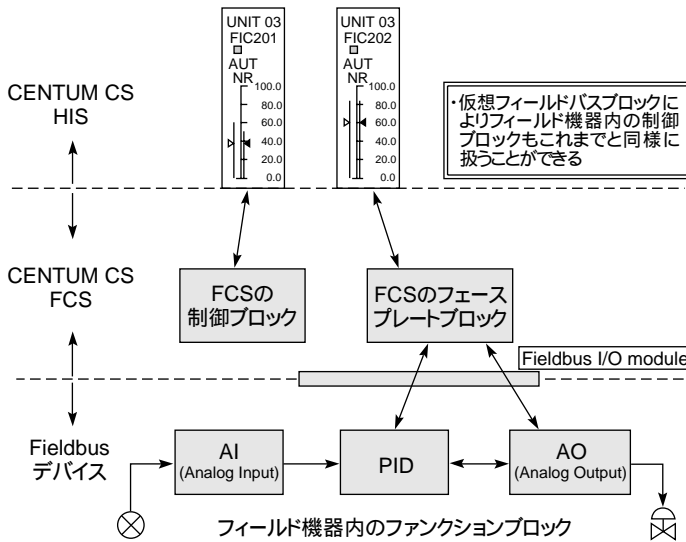 UNIT 03
FIC201
AUT
NR
100.0
80.0
60.0
40.0
20.0
0.0
UNIT 03
FIC202
AUT
NR
100.0
80.0
60.0
40.0
20.0
0.0
CENTUM CS
HIS
・仮想フィールドバスブロックに
よりフィールド機器内の制御
ブロックもこれまでと同様に
扱うことができる
CENTUM CS
FCS
FCSの
制御ブロック
FCSのフェース
プレートブロック
Fieldbus I/O module
Fieldbus
デバイス
AI
(Analog Input)
PID
AO
(Analog Output)
フィールド機器内のファンクションブロック